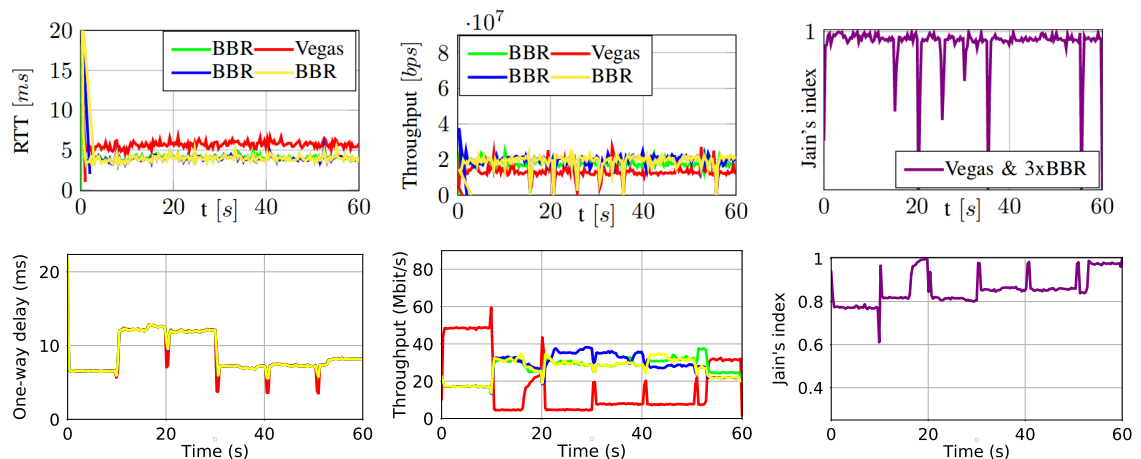 20
15
10
5
0
RTT [ms]
BBR Vegas
BBR BBR
0 20 40 60
t [s]
·10⁷
8
6
4
2
0
Throughput [bps]
BBR Vegas
BBR BBR
0 20 40 60
t [s]
1
Jain's index
Vegas & 3xBBR
0 20 40 60
t [s]
20
10
0
One-way delay (ms)
0 20 40 60
Time (s)
80
60
40
20
0
Throughput (Mbit/s)
0 20 40 60
Time (s)
1
0.8
0.6
0.4
Jain's index
0 20 40 60
Time (s)